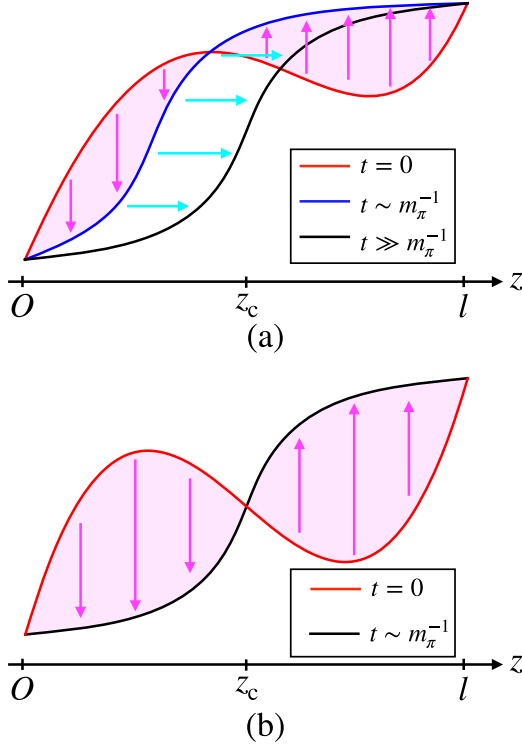 t = 0
t ∼ m_π^{-1}
t ≫ m_π^{-1}
O z_c l z
(a)
t = 0
t ∼ m_π^{-1}
O z_c l z
(b)